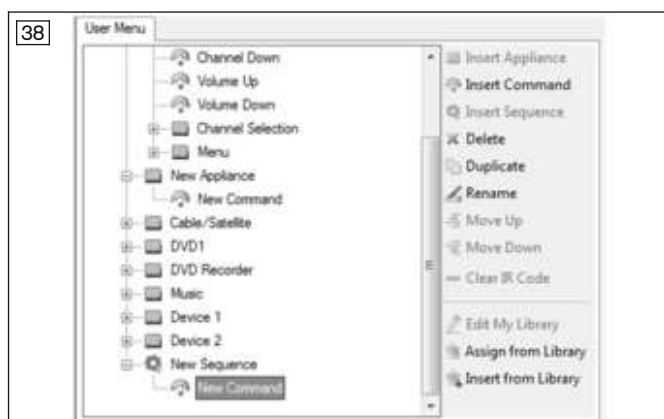 38
User Menu
Channel Down
Volume Up
Volume Down
Channel Selection
Menu
New Appliance
New Command
Cable/Satellite
DVD1
DVD Recorder
Music
Device 1
Device 2
New Sequence
New Command
Insert Appliance
Insert Command
Insert Sequence
Delete
Duplicate
Rename
Move Up
Move Down
Clear IR Code
Edit My Library
Assign from Library
Insert from Library